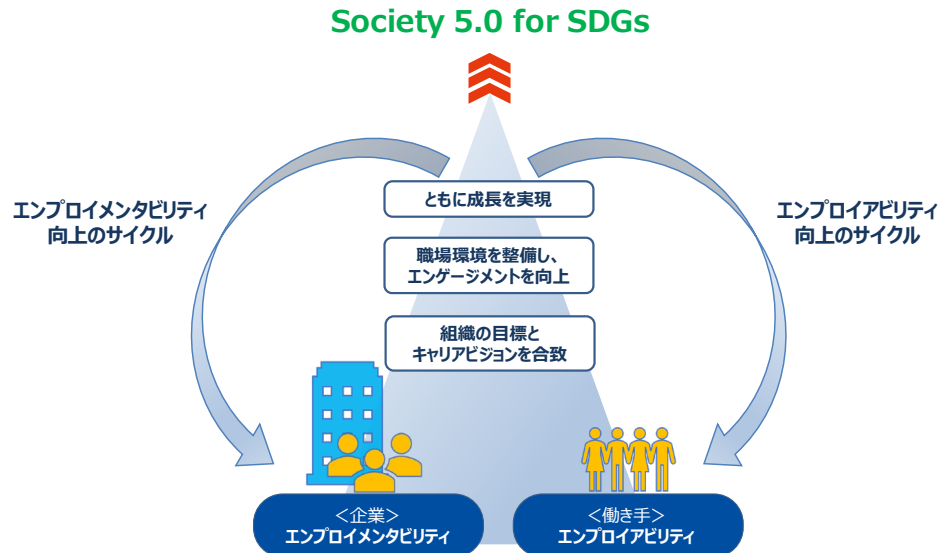 Society 5.0 for SDGs
ともに成長を実現
エンプロイメンタビリティ
向上のサイクル
エンプロイアビリティ
向上のサイクル
職場環境を整備し、
エンゲージメントを向上
組織の目標と
キャリアビジョンを合致
＜企業＞
エンプロイメンタビリティ
＜働き手＞
エンプロイアビリティ